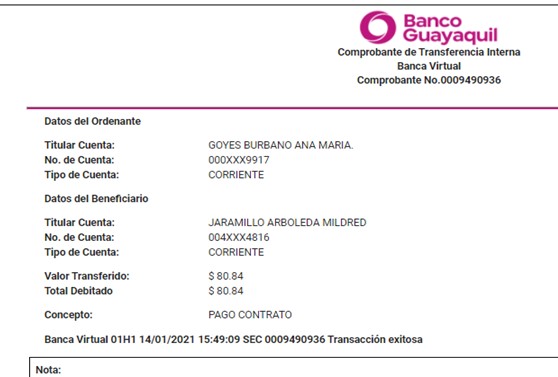 Banco
Guayaquil
Comprobante de Transferencia Interna
Banca Virtual
Comprobante No.0009490936
Datos del Ordenante
Titular Cuenta: GOYES BURBANO ANA MARIA.
No. de Cuenta: 000XXX9917
Tipo de Cuenta: CORRIENTE
Datos del Beneficiario
Titular Cuenta: JARAMILLO ARBOLEDA MILDRED
No. de Cuenta: 004XXX4816
Tipo de Cuenta: CORRIENTE
Valor Transferido: $ 80.84
Total Debitado $ 80.84
Concepto: PAGO CONTRATO
Banca Virtual 01H1 14/01/2021 15:49:09 SEC 0009490936 Transacción exitosa
Nota: